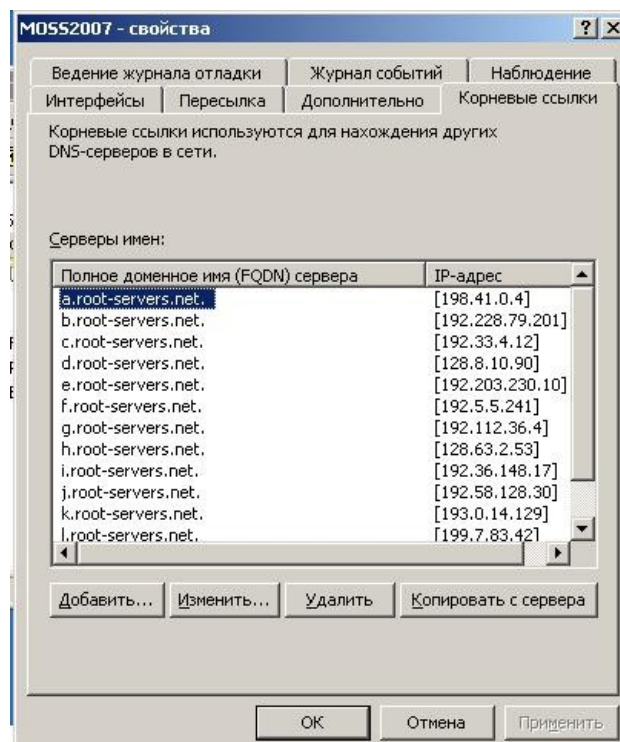 MOSS2007 - свойства
Ведение журнала отладки Журнал событий Наблюдение
Интерфейсы Пересылка Дополнительно Корневые ссылки
Корневые ссылки используются для нахождения других
DNS-серверов в сети.
Серверы имен:
Полное доменное имя (FQDN) сервера IP-адрес
a.root-servers.net. [198.41.0.4]
b.root-servers.net. [192.228.79.201]
c.root-servers.net. [192.33.4.12]
d.root-servers.net. [128.8.10.90]
e.root-servers.net. [192.203.230.10]
f.root-servers.net. [192.5.5.241]
g.root-servers.net. [192.112.36.4]
h.root-servers.net. [128.63.2.53]
i.root-servers.net. [192.36.148.17]
j.root-servers.net. [192.58.128.30]
k.root-servers.net. [193.0.14.129]
l.root-servers.net. [199.7.83.42]
Добавить... Изменить... Удалить Копировать с сервера
ОК Отмена Применить